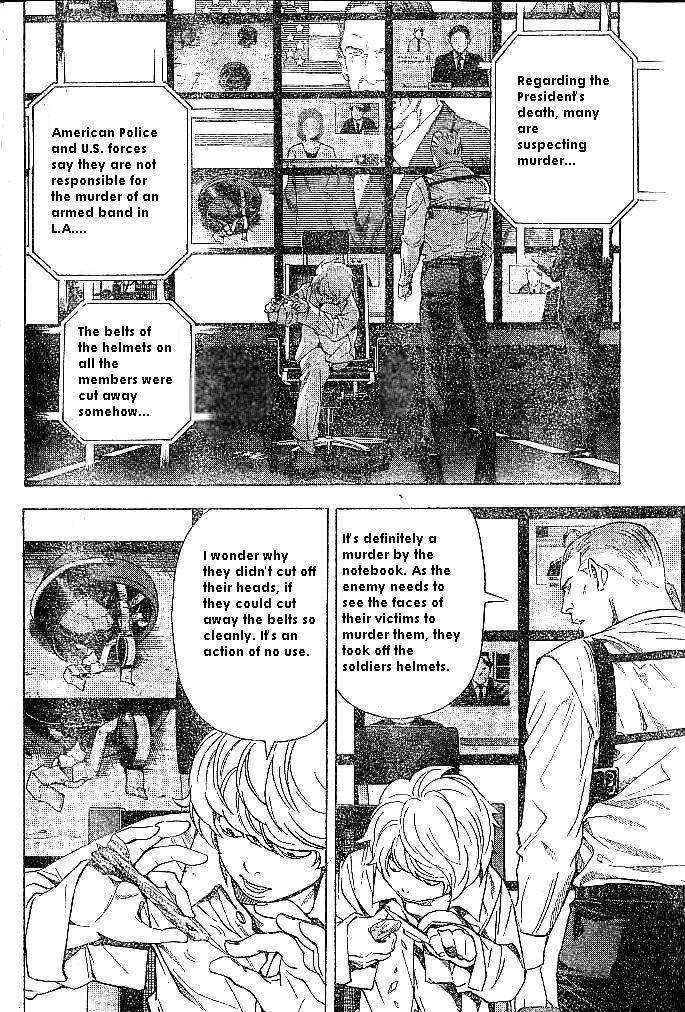 Regarding the
President's
death, many
are
suspecting
murder...
American Police
and U.S. forces
say they are not
responsible for
the murder of an
armed band in
L.A....
The belts of
the helmets on
all the
members were
cut away
somehow...
It's definitely a
murder by the
notebook. As the
enemy needs to
see the faces of
their victims to
murder them, they
took off the
soldiers helmets.
I wonder why
they didn't cut off
their heads, if
they could cut
away the belts so
cleanly. It's an
action of no use.